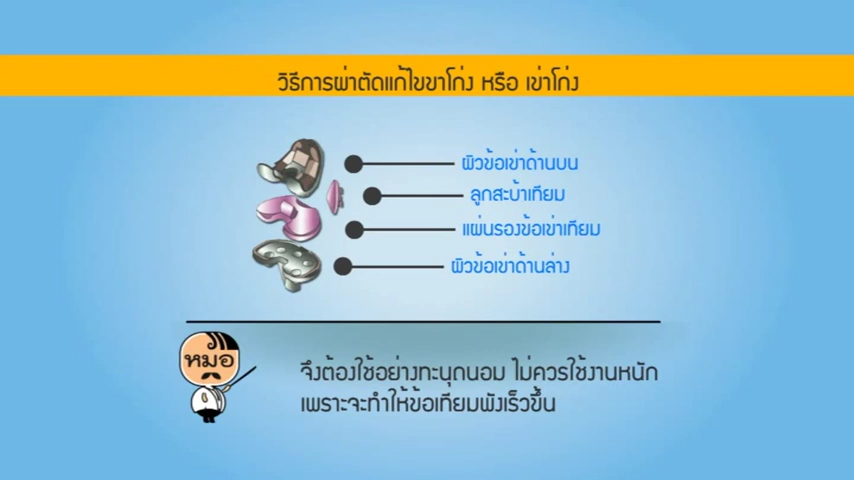 วิธีการผ่าตัดแก้ไขขาโก่ง หรือ เข่าโก่ง
ผิวข้อเข่าด้านบน
ลูกสะบ้าเทียม
แผ่นรองข้อเข่าเทียม
ผิวข้อเข่าด้านล่าง
หมอ
จึงต้องใช้อย่างทะนุถนอม ไม่ควรใช้งานหนัก
เพราะจะทำให้ข้อเทียมพังเร็วขึ้น